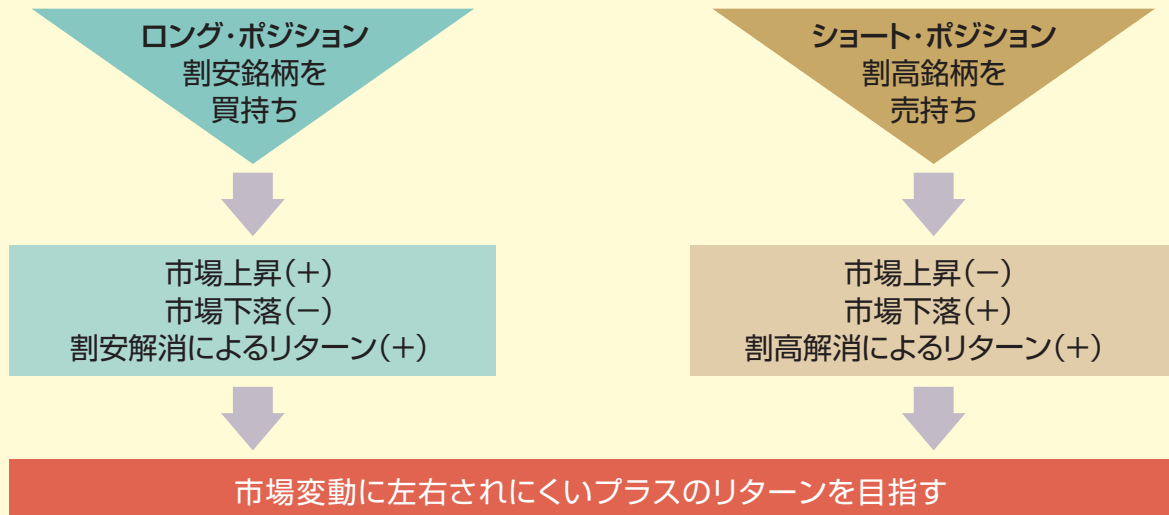 ロング・ポジション
割安銘柄を
買持ち
ショート・ポジション
割高銘柄を
売持ち
市場上昇(+)
市場下落(−)
割安解消によるリターン(+)
市場上昇(−)
市場下落(+)
割高解消によるリターン(+)
市場変動に左右されにくいプラスのリターンを目指す